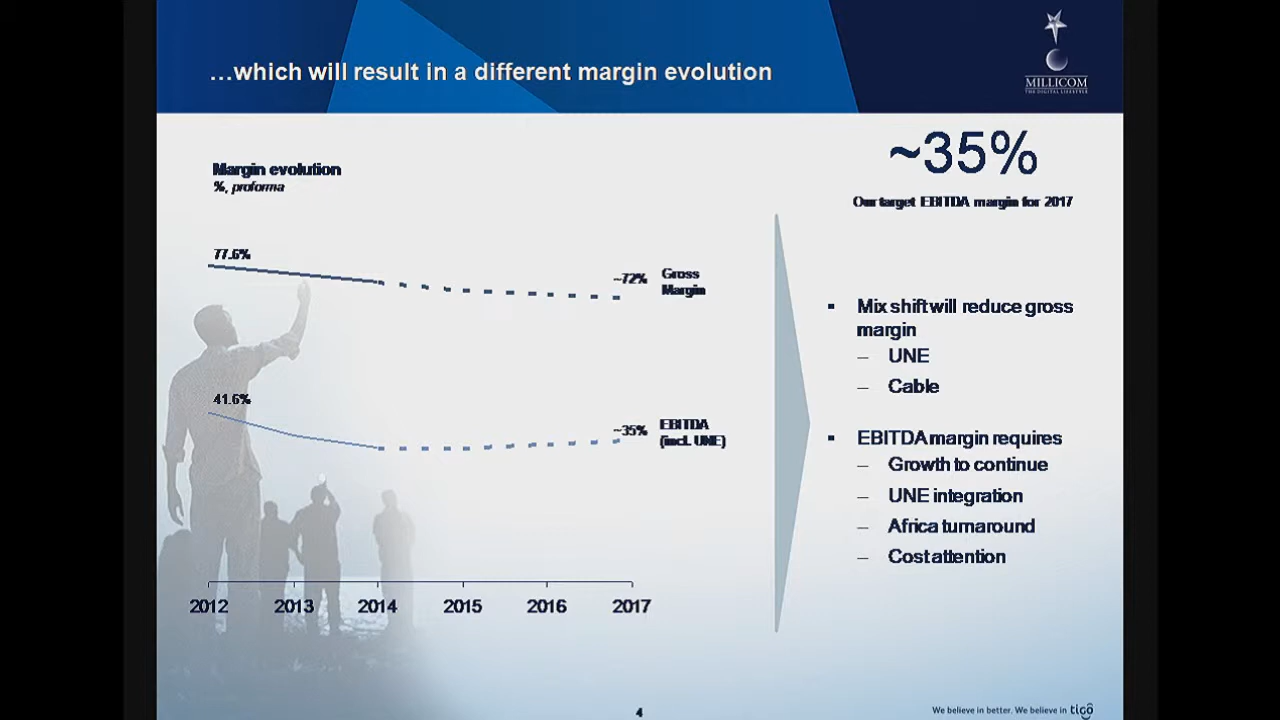 ...which will result in a different margin evolution
MILLICOM
THE DIGITAL LIFESTYLE
Margin evolution
%, proforma
77.6%
~72%
Gross
Margin
41.6%
~35%
EBITDA
(incl. UNE)
2012 2013 2014 2015 2016 2017
~35%
Our target EBITDA margin for 2017
▪ Mix shift will reduce gross
margin
– UNE
– Cable
▪ EBITDA margin requires
– Growth to continue
– UNE integration
– Africa turnaround
– Cost attention
4
We believe in better. We believe in tigo